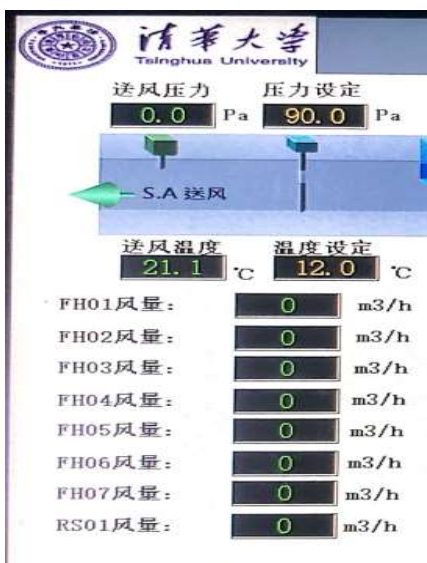 清華大学
Tsinghua University
送风压力 压力设定
0.0 Pa 90.0 Pa
S.A 送风
送风温度 温度设定
21.1 ℃ 12.0 ℃
FH01风量: 0 m3/h
FH02风量: 0 m3/h
FH03风量: 0 m3/h
FH04风量: 0 m3/h
FH05风量: 0 m3/h
FH06风量: 0 m3/h
FH07风量: 0 m3/h
RS01风量: 0 m3/h